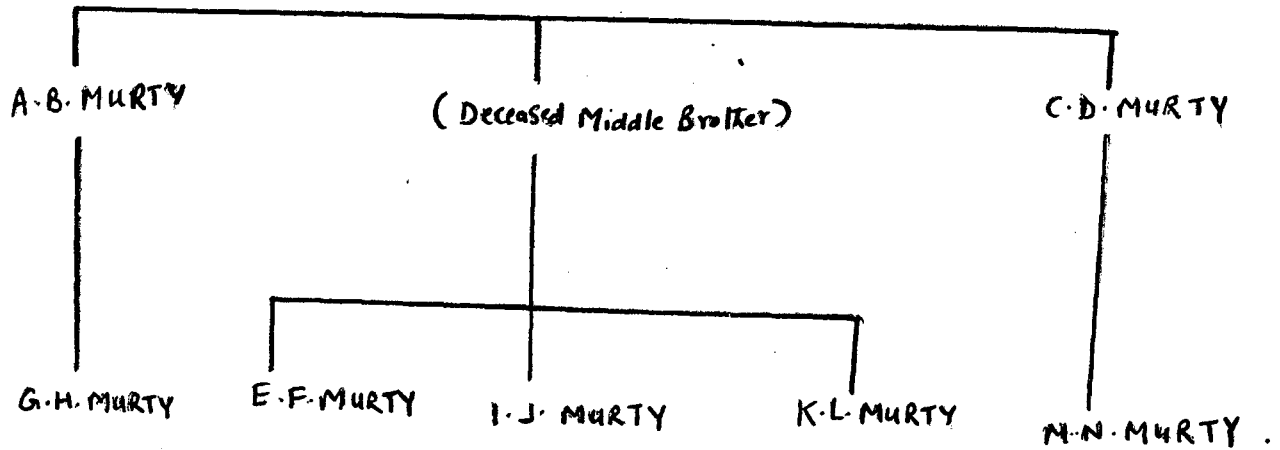 A.B. MURTY (Deceased Middle Brother) C.D. MURTY
G.H. MURTY E.F. MURTY I.J. MURTY K.L. MURTY M.N. MURTY.